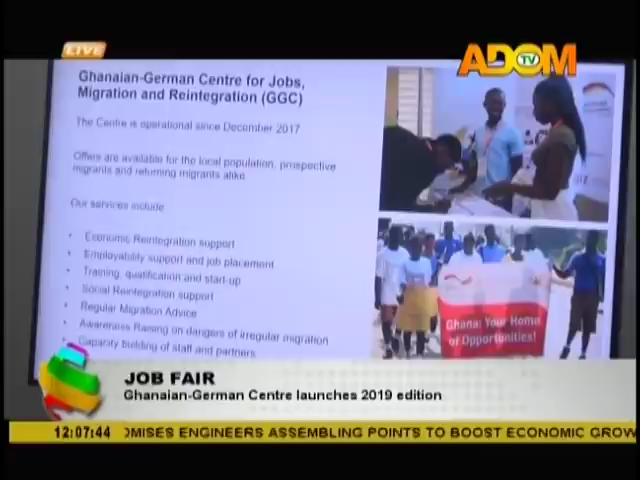 LIVE
ADOM TV
Ghanaian-German Centre for Jobs,
Migration and Reintegration (GGC)
The Centre is operational since December 2017
Offers are available for the local population, prospective
migrants and returning migrants alike
Our services include
• Economic Reintegration support
• Employability support and job placement
• Training, qualification and start-up
• Social Reintegration support
• Regular Migration Advice
• Awareness Raising on dangers of irregular migration
• Capacity building of staff and partners
Ghana: Your Home
of Opportunities!
JOB FAIR
Ghanaian-German Centre launches 2019 edition
12:07:44 OMISES ENGINEERS ASSEMBLING POINTS TO BOOST ECONOMIC GROW